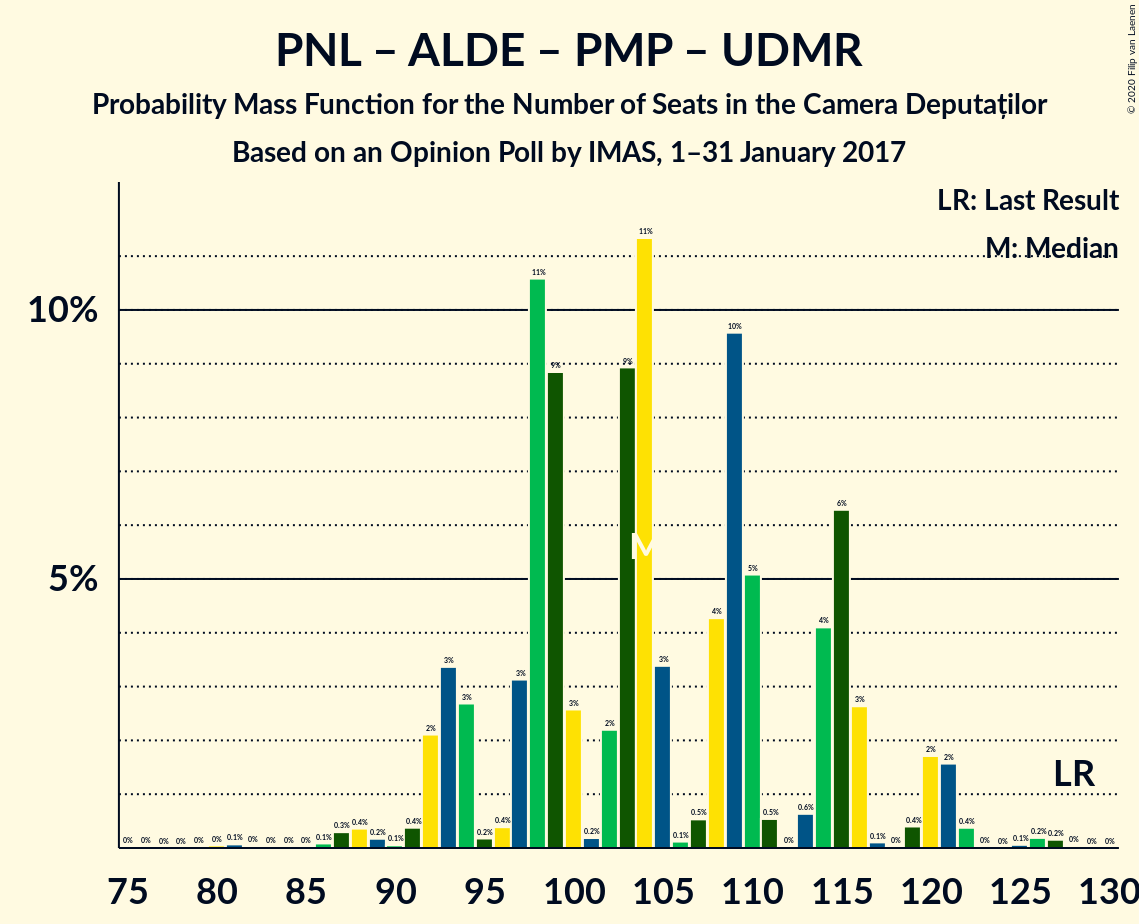 PNL – ALDE – PMP – UDMR
Probability Mass Function for the Number of Seats in the Camera Deputaților
Based on an Opinion Poll by IMAS, 1–31 January 2017
© 2020 Filip van Laenen
LR: Last Result
M: Median
10%
5%
0% 0% 0% 0% 0% 0% 0.1% 0% 0% 0% 0% 0.1% 0.3% 0.4% 0.2% 0.1% 0.4% 2% 3% 3% 0.2% 0.4% 3% 11% 9% 3% 0.2% 2% 9% 11% 3% 0.1% 0.5% 4% 10% 5% 0.5% 0% 0.6% 4% 6% 3% 0.1% 0% 0.4% 2% 2% 0.4% 0% 0% 0.1% 0.2% 0.2% 0% 0% 0%
M
LR
75 80 85 90 95 100 105 110 115 120 125 130